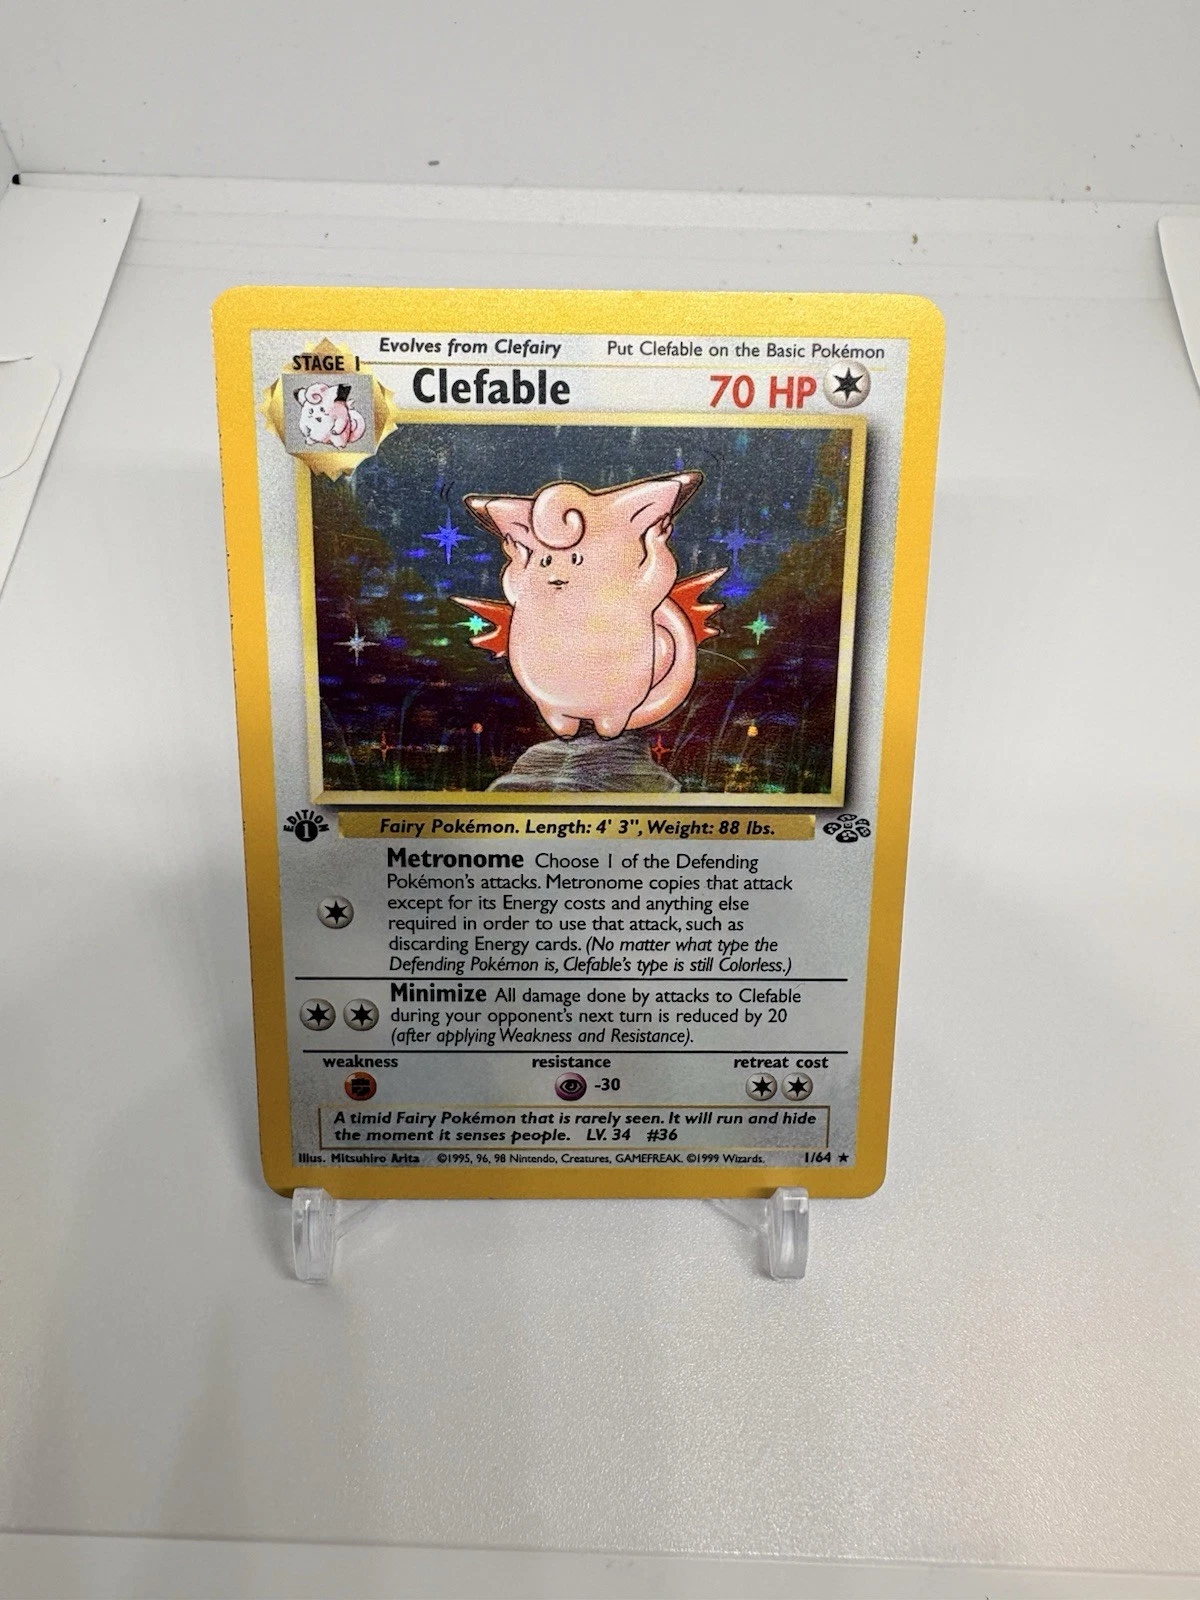 Evolves from Clefairy Put Clefable on the Basic Pokémon
STAGE 1
Clefable 70 HP
EDITION 1
Fairy Pokémon. Length: 4' 3", Weight: 88 lbs.
Metronome Choose 1 of the Defending
Pokémon's attacks. Metronome copies that attack
except for its Energy costs and anything else
required in order to use that attack, such as
discarding Energy cards. (No matter what type the
Defending Pokémon is, Clefable's type is still Colorless.)
Minimize All damage done by attacks to Clefable
during your opponent's next turn is reduced by 20
(after applying Weakness and Resistance).
weakness resistance retreat cost
-30
A timid Fairy Pokémon that is rarely seen. It will run and hide
the moment it senses people. LV. 34 #36
Illus. Mitsuhiro Arita ©1995, 96, 98 Nintendo, Creatures, GAMEFREAK. ©1999 Wizards. 1/64 ★